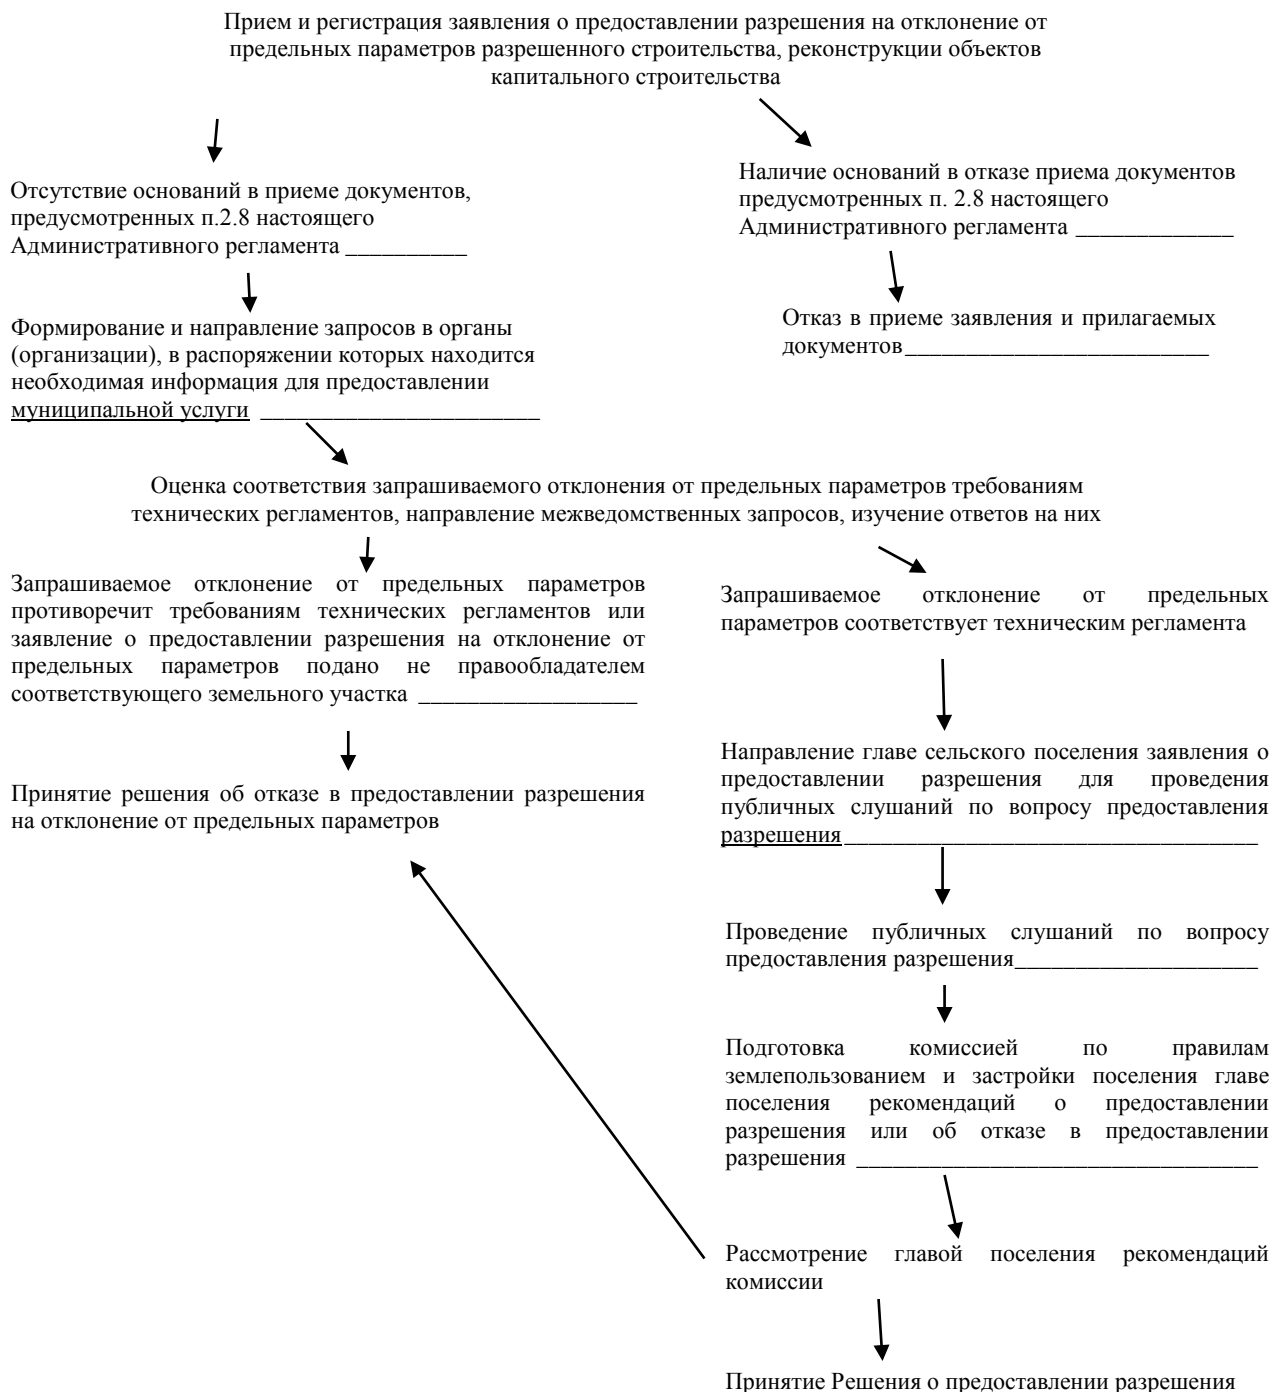 Прием и регистрация заявления о предоставлении разрешения на отклонение от
предельных параметров разрешенного строительства, реконструкции объектов
капитального строительства
Отсутствие оснований в приеме документов,
предусмотренных п.2.8 настоящего
Административного регламента __________
Наличие оснований в отказе приема документов
предусмотренных п. 2.8 настоящего
Административного регламента _____________
Формирование и направление запросов в органы
(организации), в распоряжении которых находится
необходимая информация для предоставлении
муниципальной услуги _______________________
Отказ в приеме заявления и прилагаемых
документов_________________________
Оценка соответствия запрашиваемого отклонения от предельных параметров требованиям
технических регламентов, направление межведомственных запросов, изучение ответов на них
Запрашиваемое отклонение от предельных параметров
противоречит требованиям технических регламентов или
заявление о предоставлении разрешения на отклонение от
предельных параметров подано не правообладателем
соответствующего земельного участка __________________
Запрашиваемое отклонение от предельных
параметров соответствует техническим регламента
Принятие решения об отказе в предоставлении разрешения
на отклонение от предельных параметров
Направление главе сельского поселения заявления о
предоставлении разрешения для проведения
публичных слушаний по вопросу предоставления
разрешения__________________________________
Проведение публичных слушаний по вопросу
предоставления разрешения____________________
Подготовка комиссией по правилам
землепользованием и застройки поселения главе
поселения рекомендаций о предоставлении
разрешения или об отказе в предоставлении
разрешения _________________________________
Рассмотрение главой поселения рекомендаций
комиссии
Принятие Решения о предоставлении разрешения